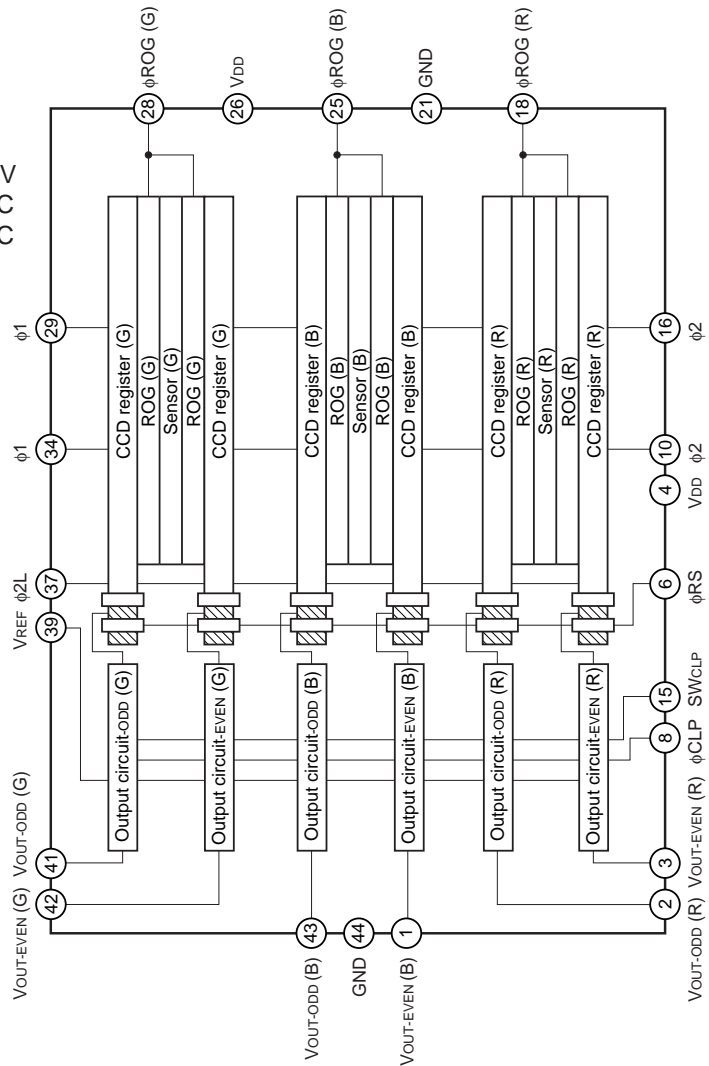 V
C
C
28 φROG (G)
26 VDD
25 φROG (B)
21 GND
18 φROG (R)
φ1 29
φ1 34
φ2L 37
VREF 39
VOUT-ODD (G) 41
VOUT-EVEN (G) 42
16 φ2
10 φ2
4 VDD
6 φRS
15 SWCLP
8 φCLP
3 VOUT-EVEN (R)
2 VOUT-ODD (R)
43 VOUT-ODD (B)
44 GND
1 VOUT-EVEN (B)
CCD register (G)
ROG (G)
Sensor (G)
ROG (G)
CCD register (G)
CCD register (B)
ROG (B)
Sensor (B)
ROG (B)
CCD register (B)
CCD register (R)
ROG (R)
Sensor (R)
ROG (R)
CCD register (R)
Output circuit-ODD (G)
Output circuit-EVEN (G)
Output circuit-ODD (B)
Output circuit-EVEN (B)
Output circuit-ODD (R)
Output circuit-EVEN (R)